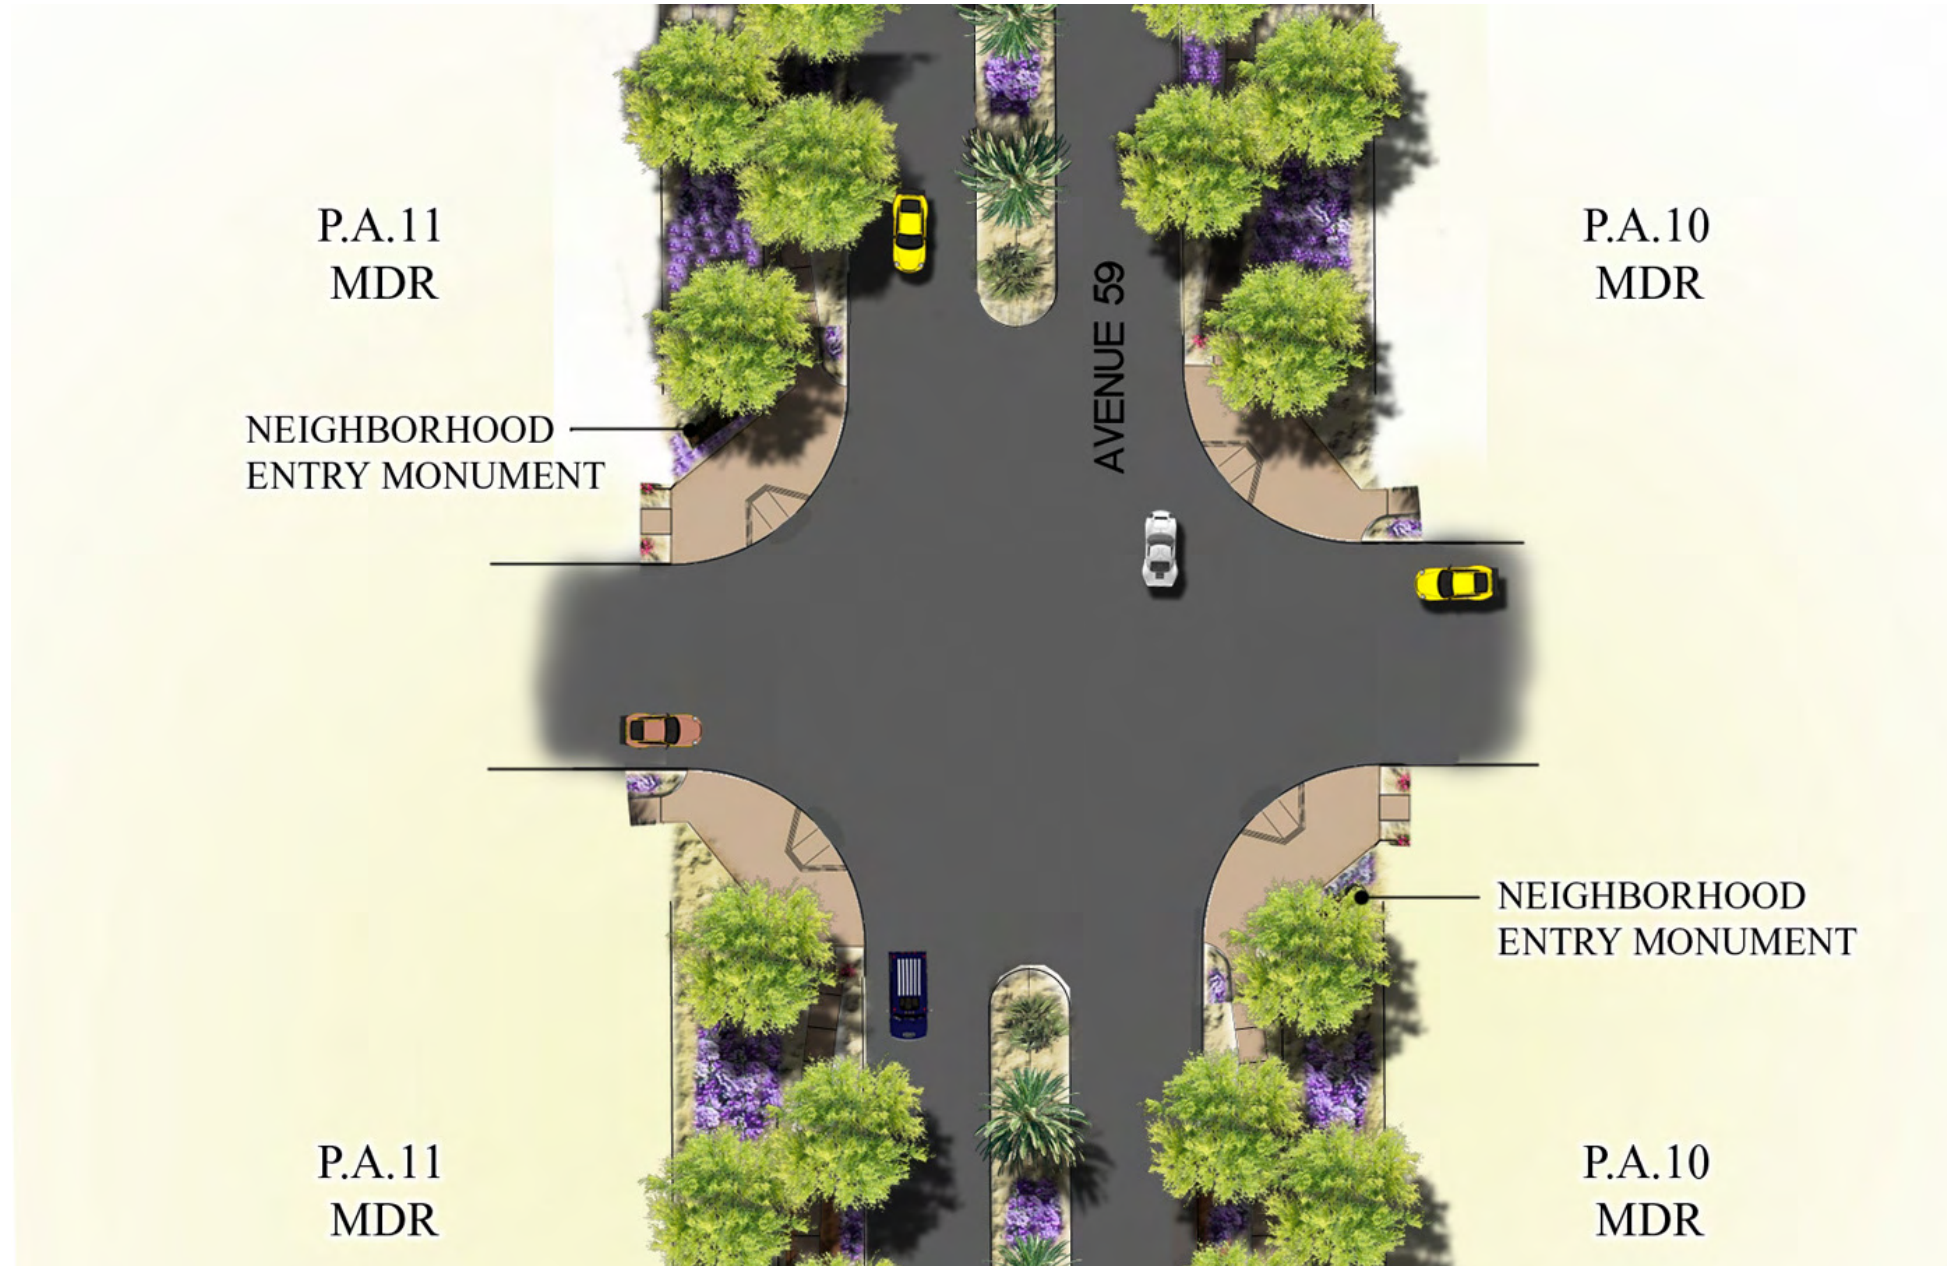 P.A.11
MDR
P.A.10
MDR
AVENUE 59
NEIGHBORHOOD
ENTRY MONUMENT
NEIGHBORHOOD
ENTRY MONUMENT
P.A.11
MDR
P.A.10
MDR